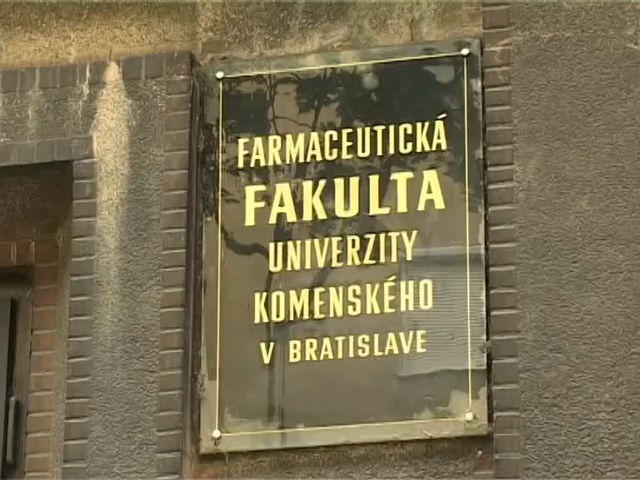 FARMACEUTICKÁ
FAKULTA
UNIVERZITY
KOMENSKÉHO
V BRATISLAVE